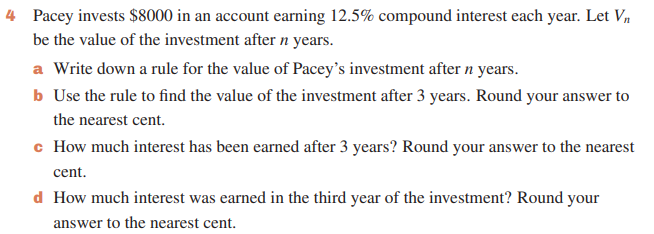 4 Pacey invests $8000 in an account earning 12.5% compound interest each year. Let Vₙ
be the value of the investment after n years.
a Write down a rule for the value of Pacey’s investment after n years.
b Use the rule to find the value of the investment after 3 years. Round your answer to
the nearest cent.
c How much interest has been earned after 3 years? Round your answer to the nearest
cent.
d How much interest was earned in the third year of the investment? Round your
answer to the nearest cent.